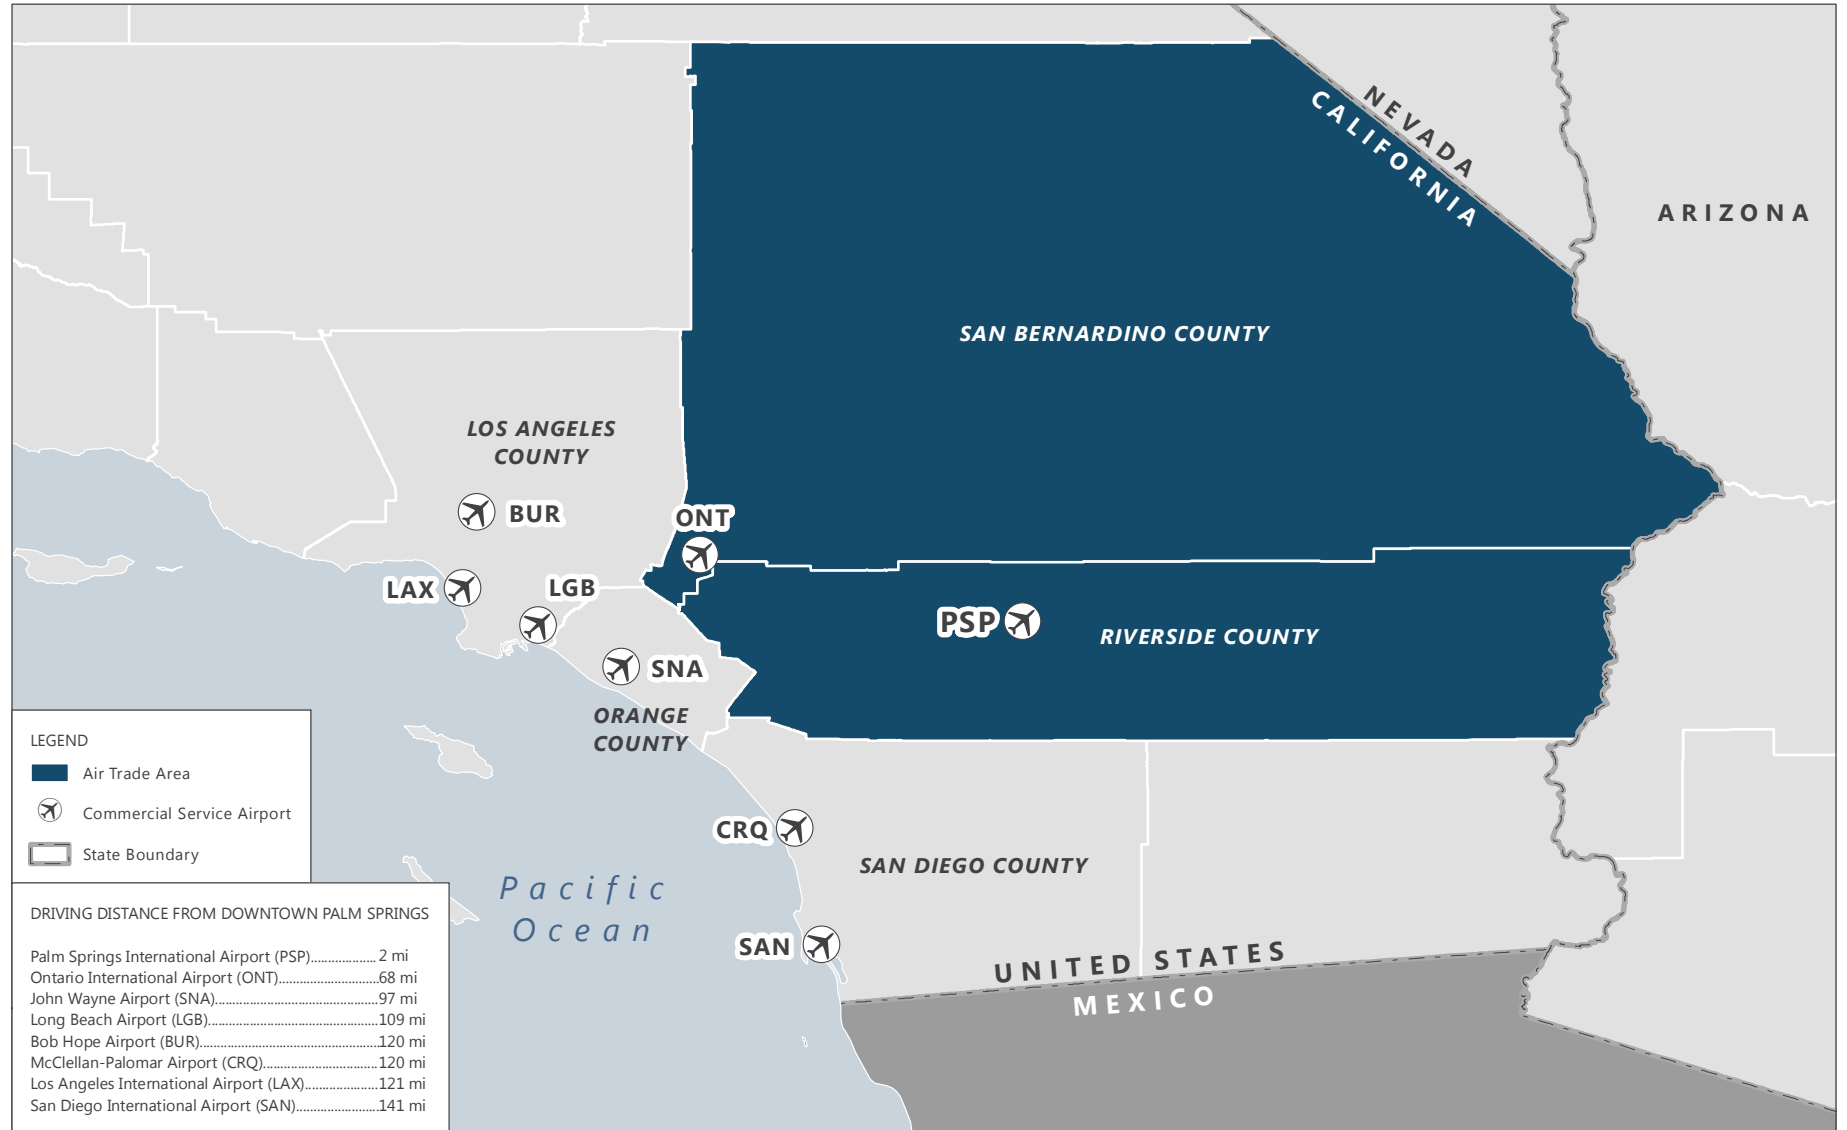 NEVADA
CALIFORNIA
ARIZONA
SAN BERNARDINO COUNTY
LOS ANGELES
COUNTY
BUR
ONT
LAX
LGB
PSP
RIVERSIDE COUNTY
SNA
ORANGE
COUNTY
CRQ
SAN DIEGO COUNTY
Pacific
Ocean
SAN
UNITED STATES
MEXICO
LEGEND
Air Trade Area
Commercial Service Airport
State Boundary
DRIVING DISTANCE FROM DOWNTOWN PALM SPRINGS
Palm Springs International Airport (PSP)................... 2 mi
Ontario International Airport (ONT).............................68 mi
John Wayne Airport (SNA)...............................................97 mi
Long Beach Airport (LGB)..................................................109 mi
Bob Hope Airport (BUR)....................................................120 mi
McClellan-Palomar Airport (CRQ)..................................120 mi
Los Angeles International Airport (LAX)......................121 mi
San Diego International Airport (SAN)........................141 mi